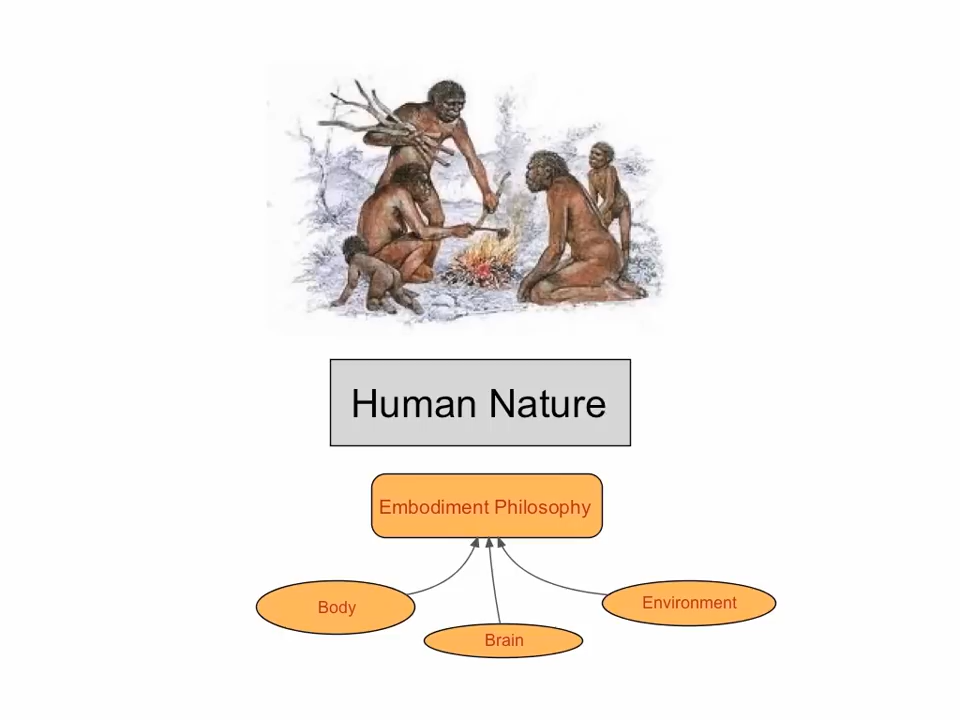 Human Nature
Embodiment Philosophy
Body
Brain
Environment